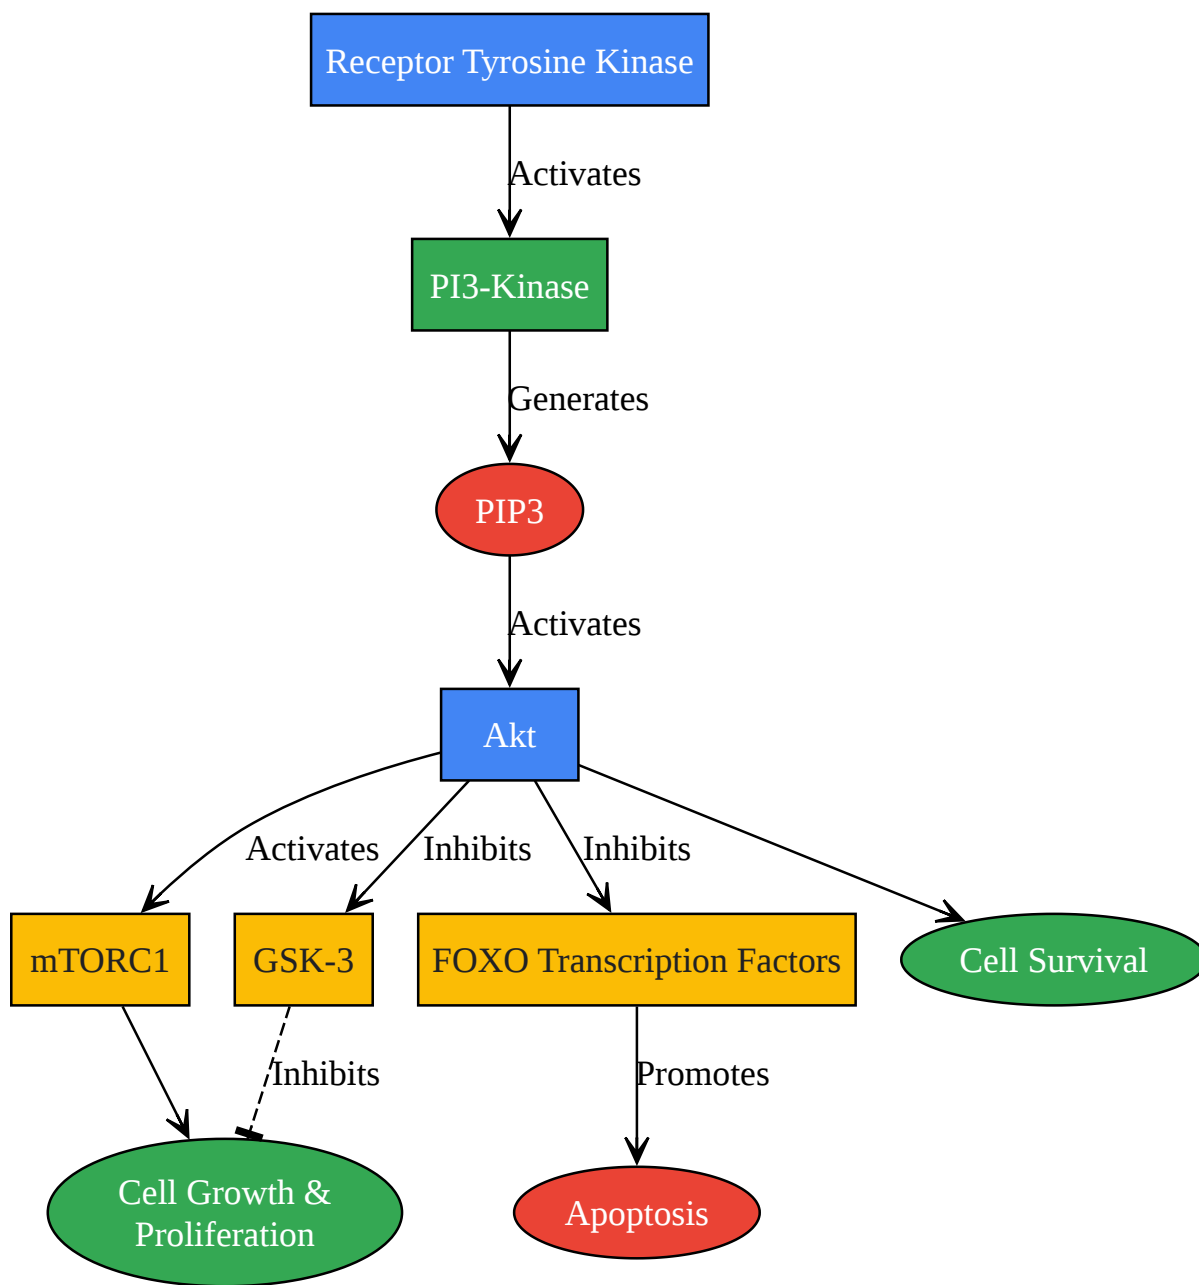 Receptor Tyrosine Kinase
Activates
PI3-Kinase
Generates
PIP3
Activates
Akt
Activates
Inhibits
Inhibits
mTORC1
GSK-3
FOXO Transcription Factors
Cell Survival
Inhibits
Promotes
Cell Growth &
Proliferation
Apoptosis